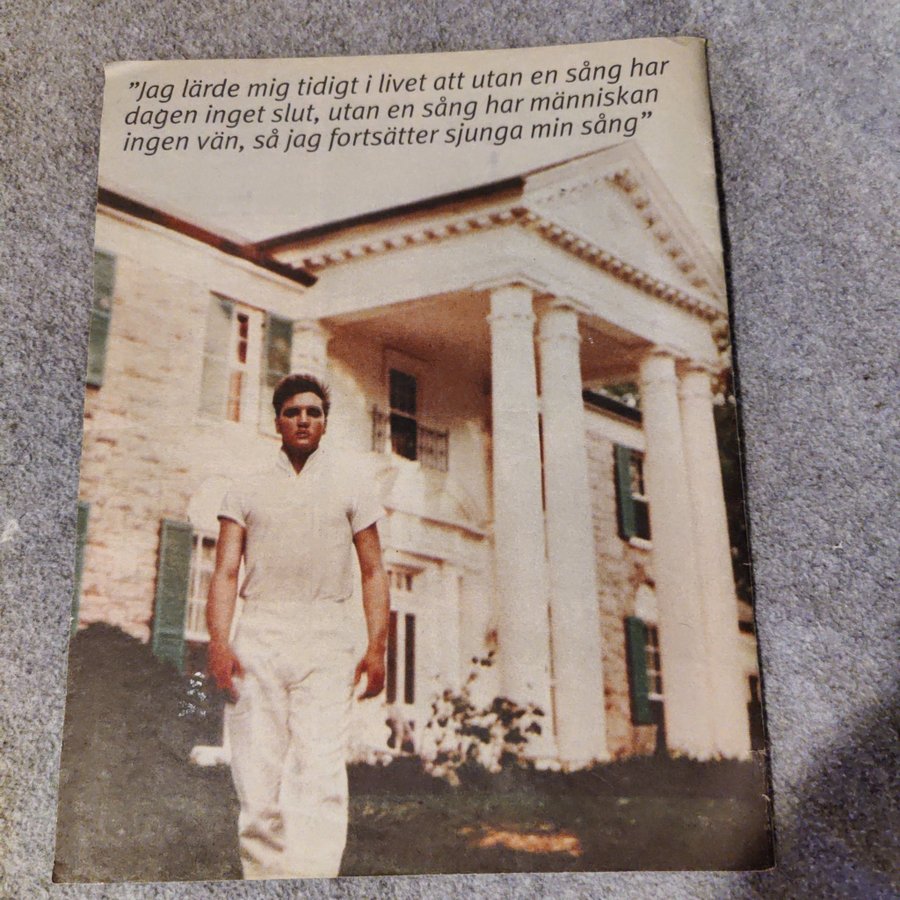 ”Jag lärde mig tidigt i livet att utan en sång har
dagen inget slut, utan en sång har människan
ingen vän, så jag fortsätter sjunga min sång”